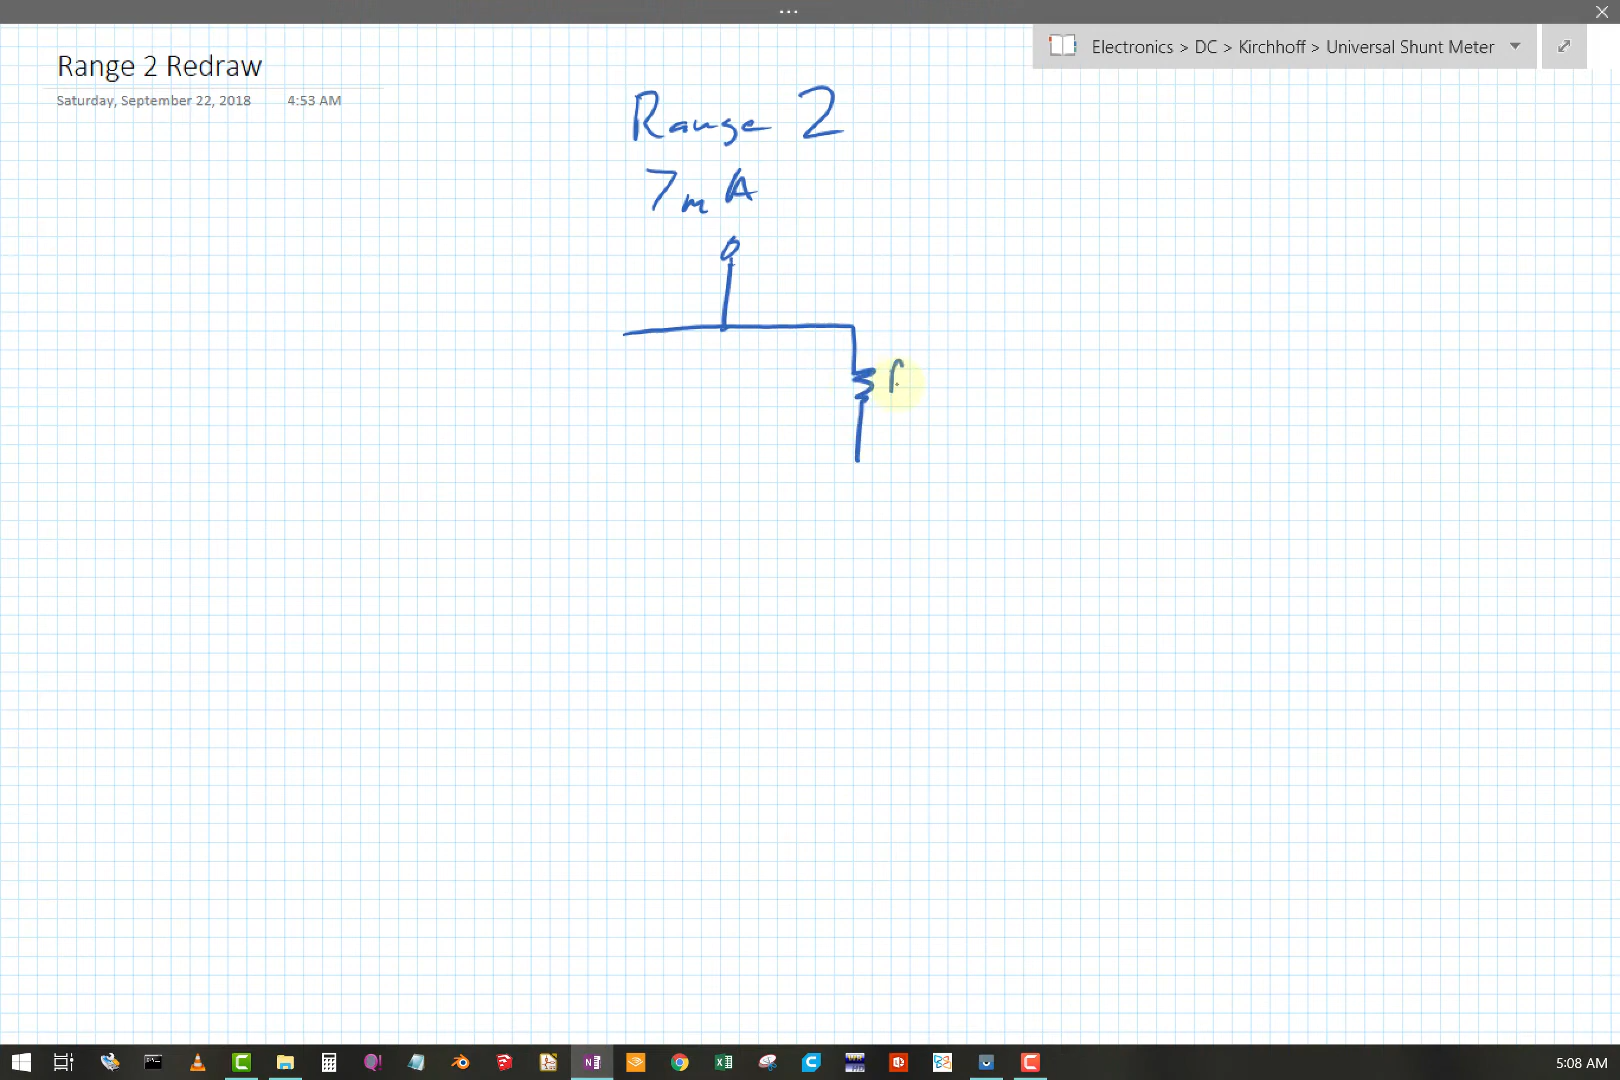 Electronics > DC > Kirchhoff > Universal Shunt Meter
Range 2 Redraw
Saturday, September 22, 2018 4:53 AM
Range 2
7mA
5:08 AM